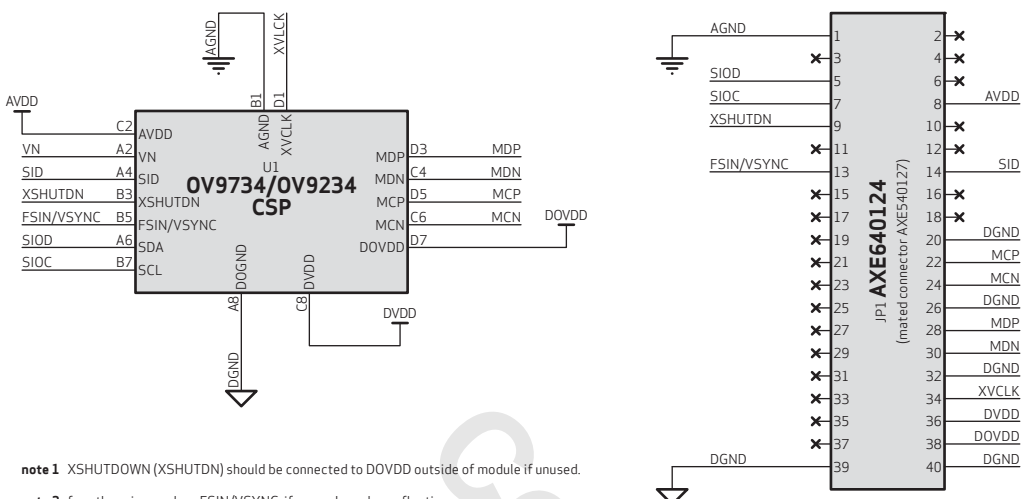 AGND
XVLCK
B1
D1
AVDD
C2
AVDD
AGND
XVCLK
VN
A2
VN
SID
A4
SID
XSHUTDN
B3
XSHUTDN
FSIN/VSYNC
B5
FSIN/VSYNC
SIOD
A6
SDA
SIOC
B7
SCL
U1
OV9734/OV9234
CSP
MDP
D3
MDP
MDN
C4
MDN
MCP
D5
MCP
MCN
C6
MCN
DOVDD
D7
DOVDD
DOGND
DVDD
A8
C8
DVDD
DGND
note 1 XSHUTDOWN (XSHUTDN) should be connected to DOVDD outside of module if unused.
AGND
1
3
SIOD
5
SIOC
7
XSHUTDN
9
11
FSIN/VSYNC
13
15
17
19
21
23
25
27
29
31
33
35
37
DGND
39
JP1 AXE640124
(mated connector AXE540127)
2
4
6
8
AVDD
10
12
14
SID
16
18
20
DGND
22
MCP
24
MCN
26
DGND
28
MDP
30
MDN
32
DGND
34
XVCLK
36
DVDD
38
DOVDD
40
DGND